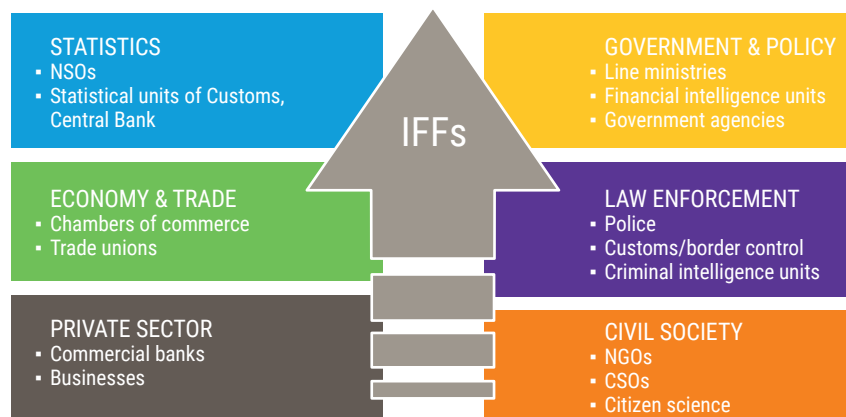 STATISTICS
▪ NSOs
▪ Statistical units of Customs,
Central Bank
IFFs
GOVERNMENT & POLICY
▪ Line ministries
▪ Financial intelligence units
▪ Government agencies
ECONOMY & TRADE
▪ Chambers of commerce
▪ Trade unions
LAW ENFORCEMENT
▪ Police
▪ Customs/border control
▪ Criminal intelligence units
PRIVATE SECTOR
▪ Commercial banks
▪ Businesses
CIVIL SOCIETY
▪ NGOs
▪ CSOs
▪ Citizen science